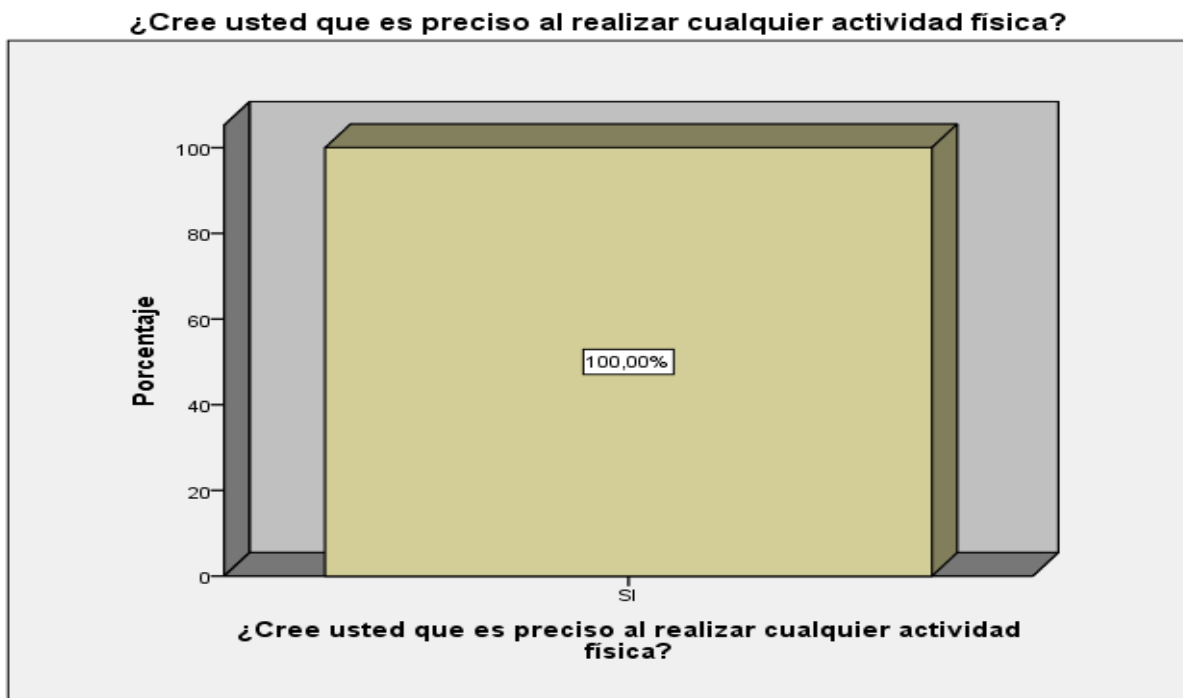 ¿Cree usted que es preciso al realizar cualquier actividad física?
100
80
60
40
20
0
Porcentaje
100,00%
SI
¿Cree usted que es preciso al realizar cualquier actividad
física?